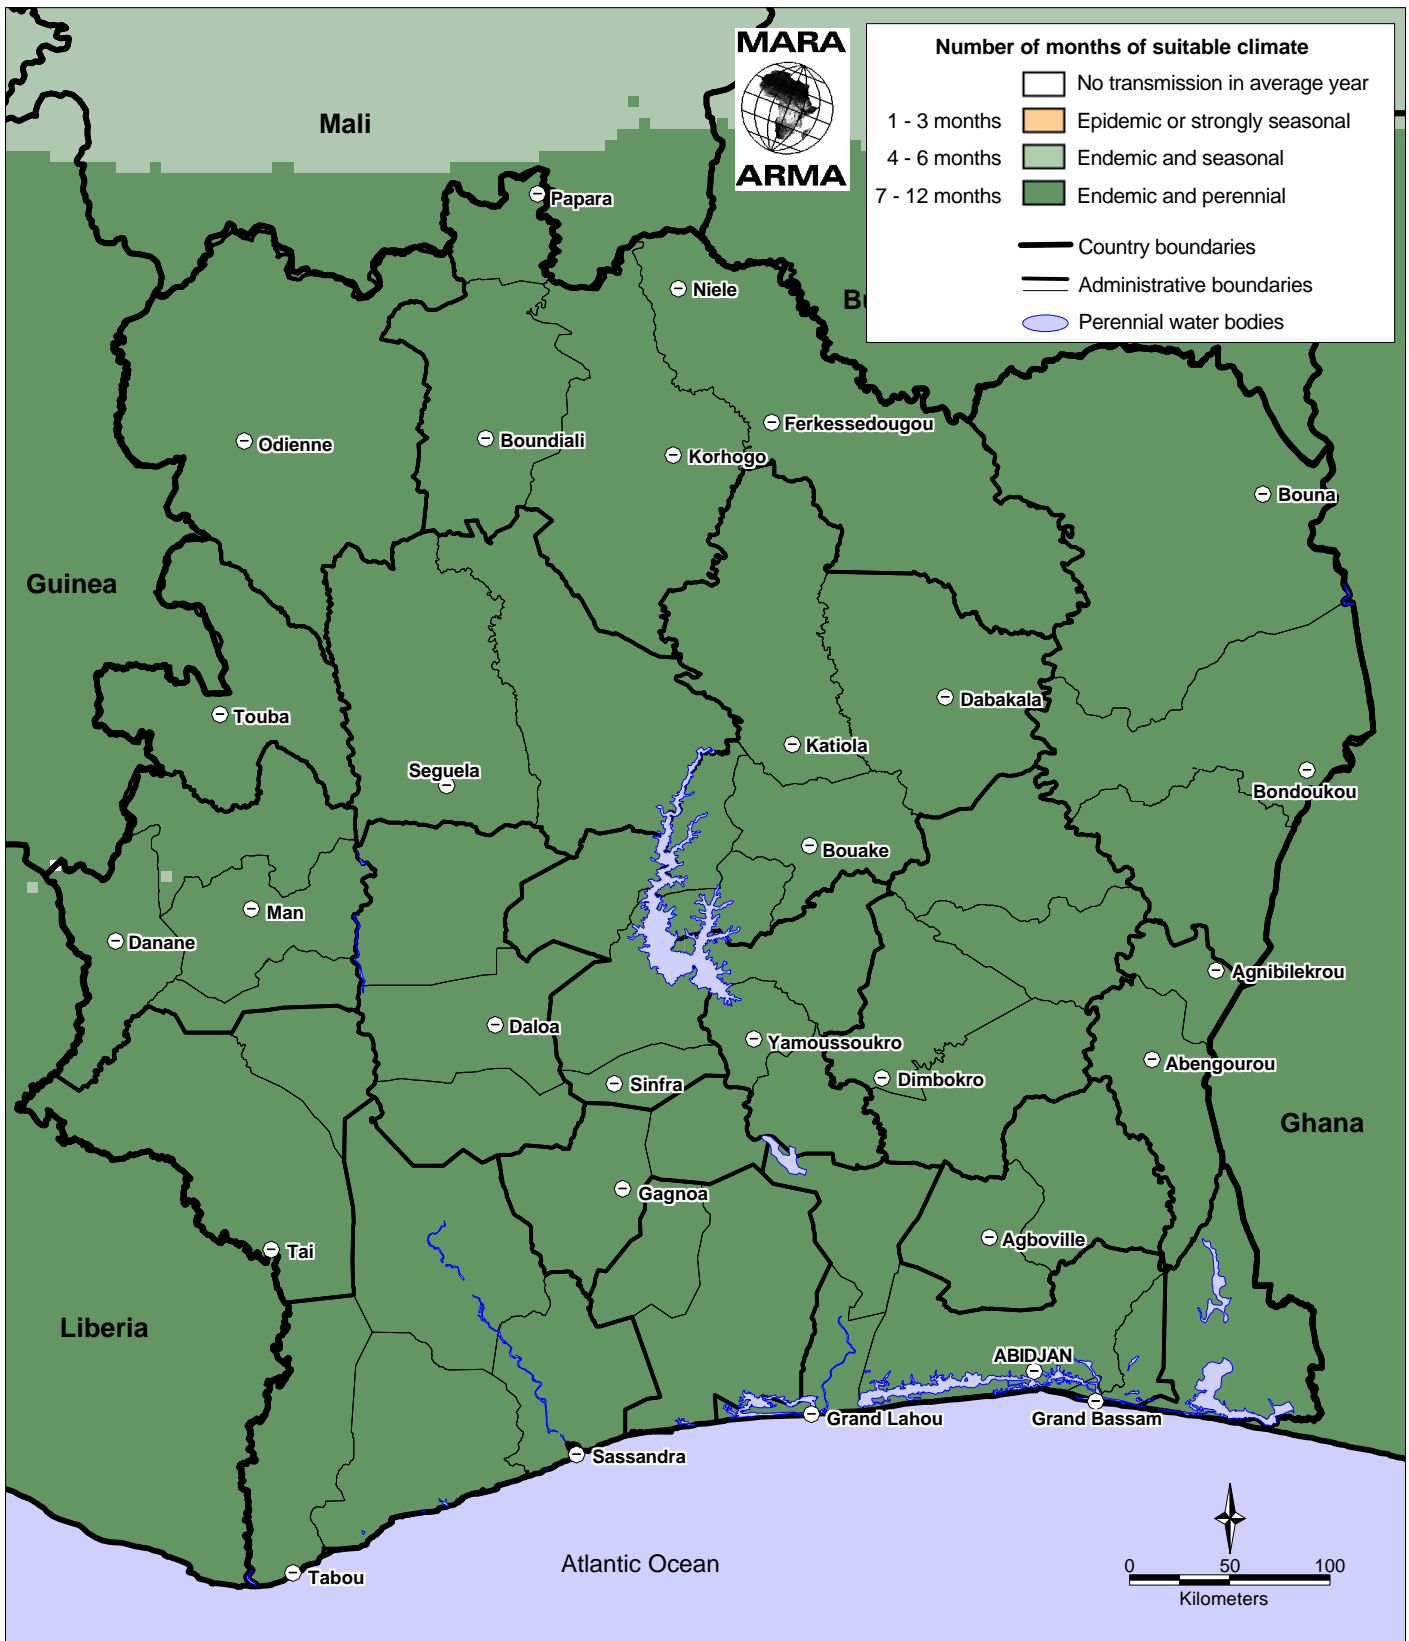 MARA
ARMA
Number of months of suitable climate
No transmission in average year
1 - 3 months Epidemic or strongly seasonal
4 - 6 months Endemic and seasonal
7 - 12 months Endemic and perennial
Country boundaries
Administrative boundaries
Perennial water bodies
Mali
Papara
Niele
Ferkessedougou
Odienne
Boundiali
Korhogo
Bouna
Guinea
Dabakala
Touba
Katiola
Seguela
Bondoukou
Bouake
Man
Danane
Agnibilekrou
Daloa
Yamoussoukro
Abengourou
Dimbokro
Sinfra
Ghana
Gagnoa
Agboville
Tai
Liberia
ABIDJAN
Grand Lahou
Grand Bassam
Sassandra
Atlantic Ocean
Tabou
0 50 100
Kilometers